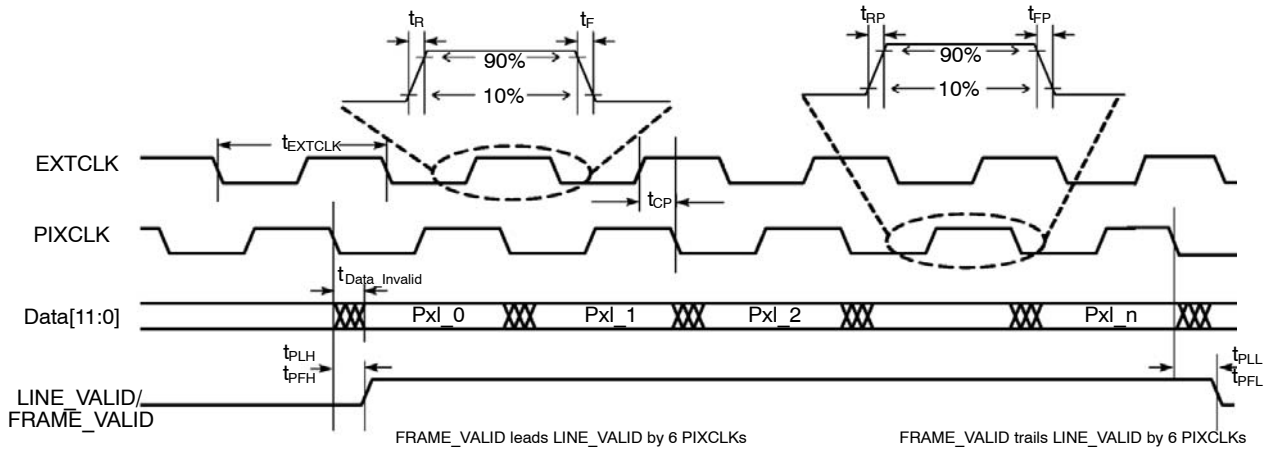 tR
tF
tRP
tFP
90%
10%
90%
10%
tEXTCLK
EXTCLK
tCP
PIXCLK
tData_Invalid
Data[11:0]
Pxl_0
Pxl_1
Pxl_2
Pxl_n
tPLH
tPFH
tPLL
tPFL
LINE_VALID/
FRAME_VALID
FRAME_VALID leads LINE_VALID by 6 PIXCLKs
FRAME_VALID trails LINE_VALID by 6 PIXCLKs